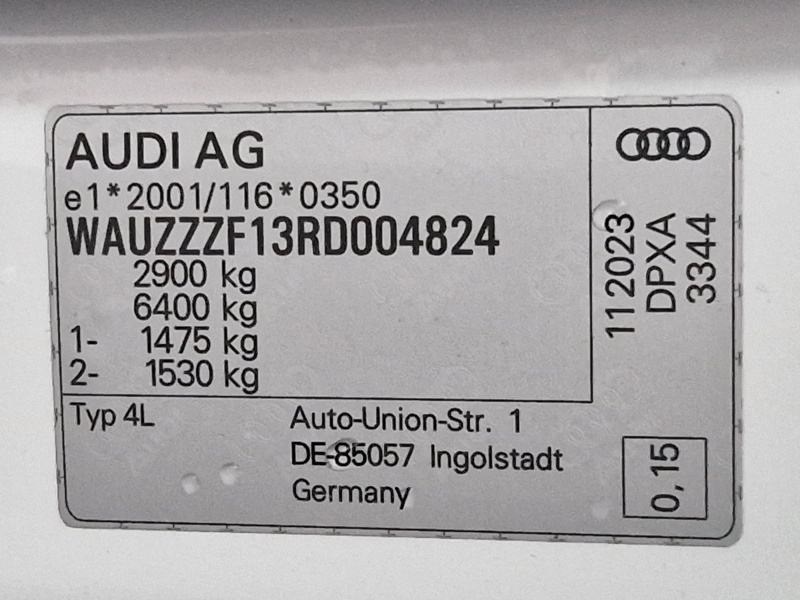 AUDI AG
e1*2001/116*0350
WAUZZZF13RD004824
2900 kg
6400 kg
1- 1475 kg
2- 1530 kg
Typ 4L
Auto-Union-Str. 1
DE-85057 Ingolstadt
Germany
112023
DPXA
3344
0,15